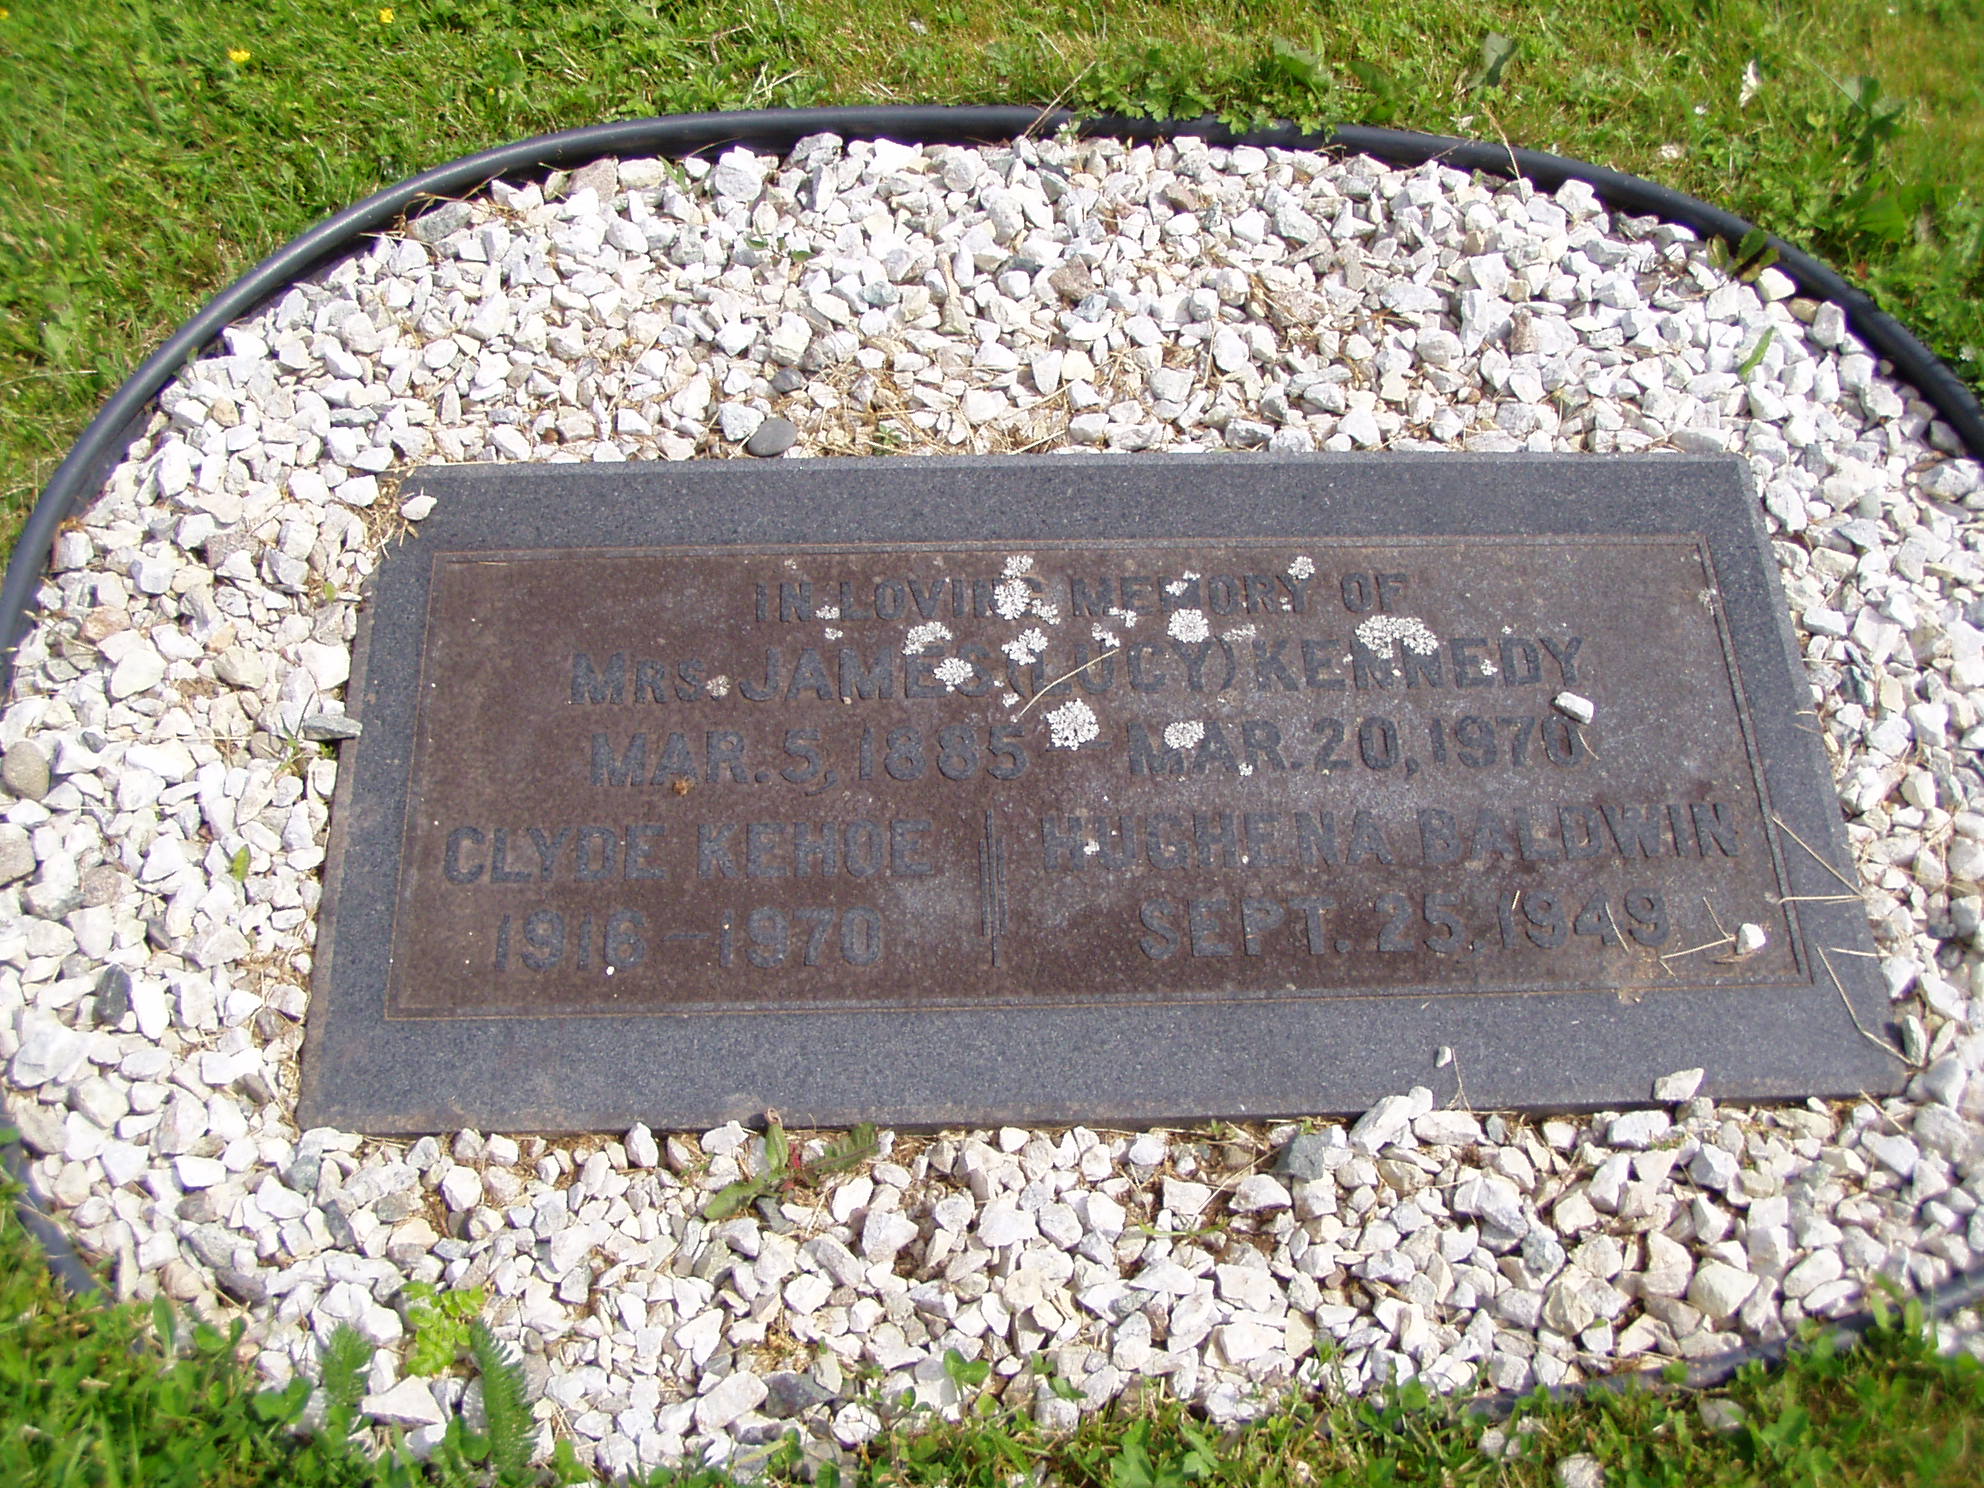 IN LOVING MEMORY OF
MRS. JAMES (LUCY) KENNEDY
MAR. 5, 1885 — MAR. 20, 1970
CLYDE KEHOE
1916 — 1970
HUGHENA BALDWIN
SEPT. 25, 1949